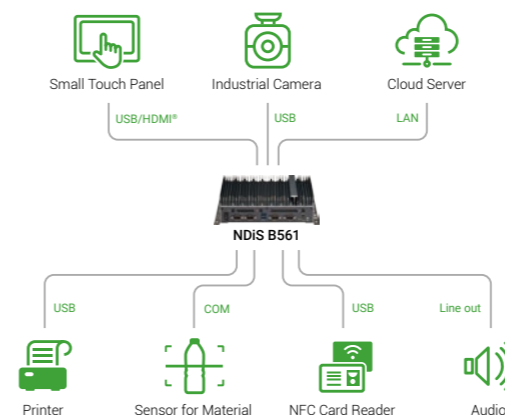 Small Touch Panel Industrial Camera Cloud Server
USB/HDMI® USB LAN
NDiS B561
USB COM USB Line out
Printer Sensor for Material NFC Card Reader Audio